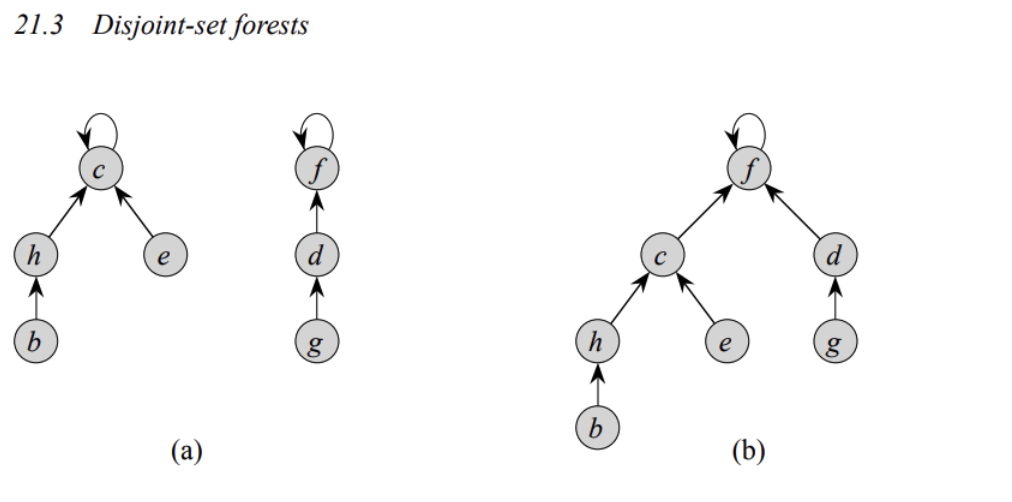 21.3 Disjoint-set forests
c f f
h e d c d
b g h e g
b
(a) (b)